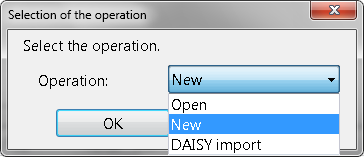 Selection of the operation
Select the operation.
Operation: New
Open
New
OK
DAISY import